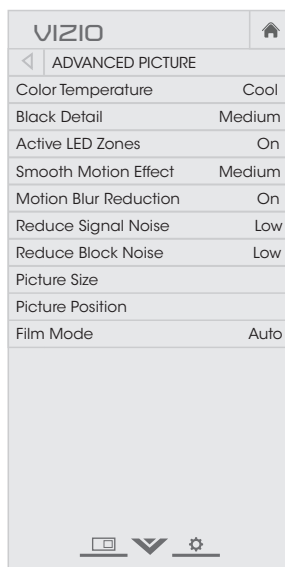 VIZIO
ADVANCED PICTURE
Color Temperature Cool
Black Detail Medium
Active LED Zones On
Smooth Motion Effect Medium
Motion Blur Reduction On
Reduce Signal Noise Low
Reduce Block Noise Low
Picture Size
Picture Position
Film Mode Auto